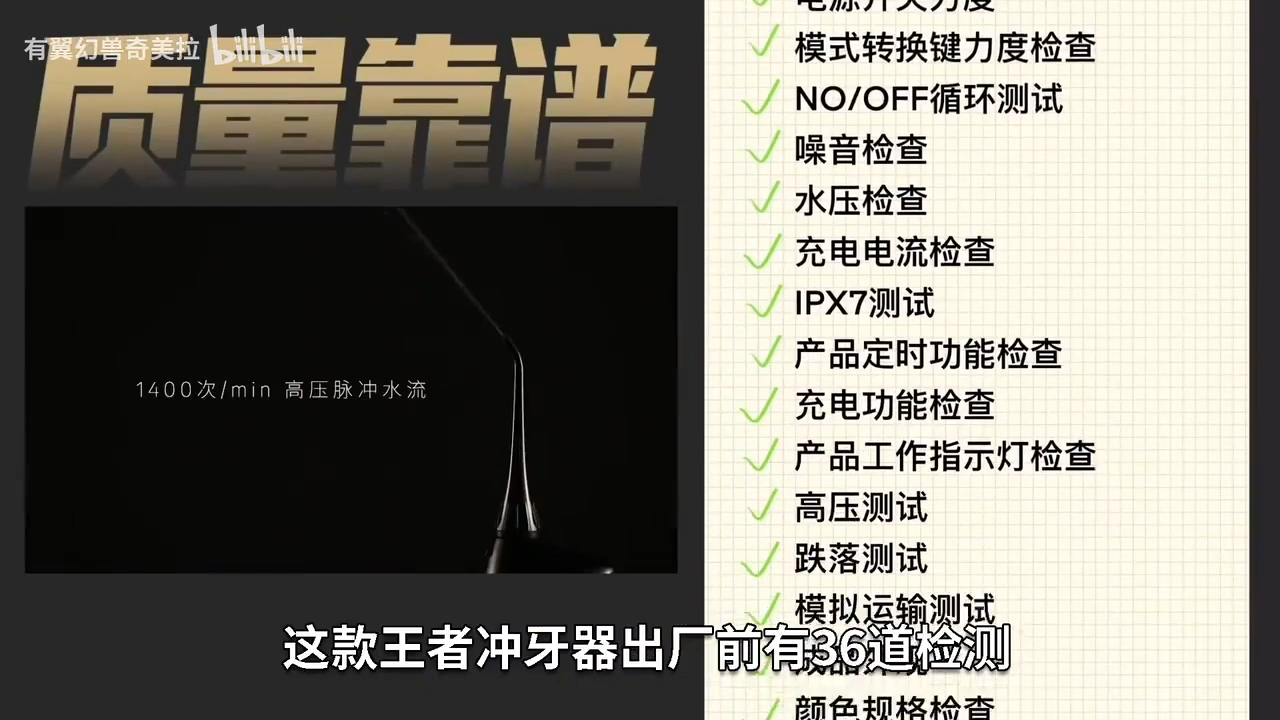 有翼幻兽奇美拉 bilibili
质量靠谱
1400次/min 高压脉冲水流
电源开关力度
模式转换键力度检查
NO/OFF循环测试
噪音检查
水压检查
充电电流检查
IPX7测试
产品定时功能检查
充电功能检查
产品工作指示灯检查
高压测试
跌落测试
模拟运输测试
颜色规格检查
这款王者冲牙器出厂前有36道检测